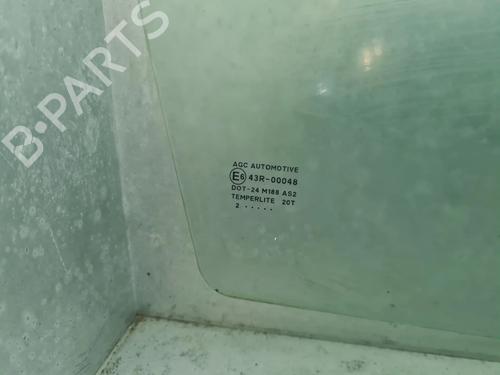 B-PARTS
AGC AUTOMOTIVE
E6 43R-00048
DOT-24 M188 AS2
TEMPERLITE 20T
2 · · · · ·